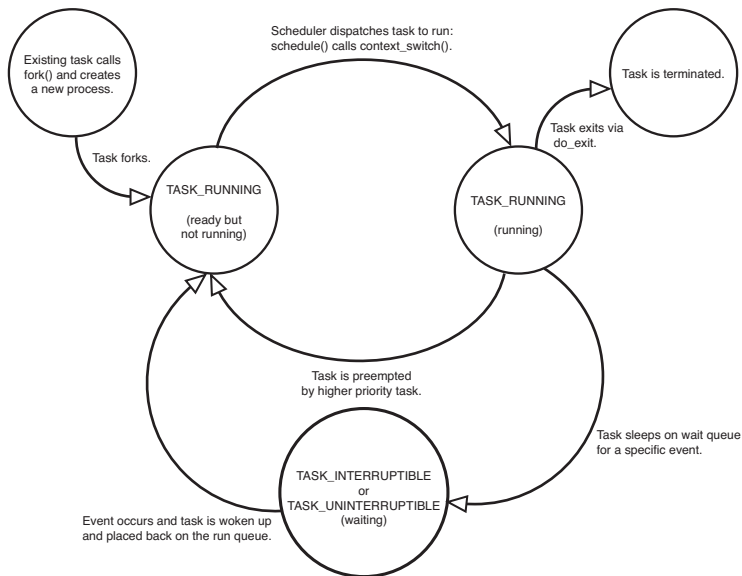 Scheduler dispatches task to run:
schedule() calls context_switch().
Existing task calls
fork() and creates
a new process.
Task is terminated.
Task forks.
Task exits via
do_exit.
TASK_RUNNING
(ready but
not running)
TASK_RUNNING
(running)
Task is preempted
by higher priority task.
Task sleeps on wait queue
for a specific event.
TASK_INTERRUPTIBLE
or
TASK_UNINTERRUPTIBLE
(waiting)
Event occurs and task is woken up
and placed back on the run queue.